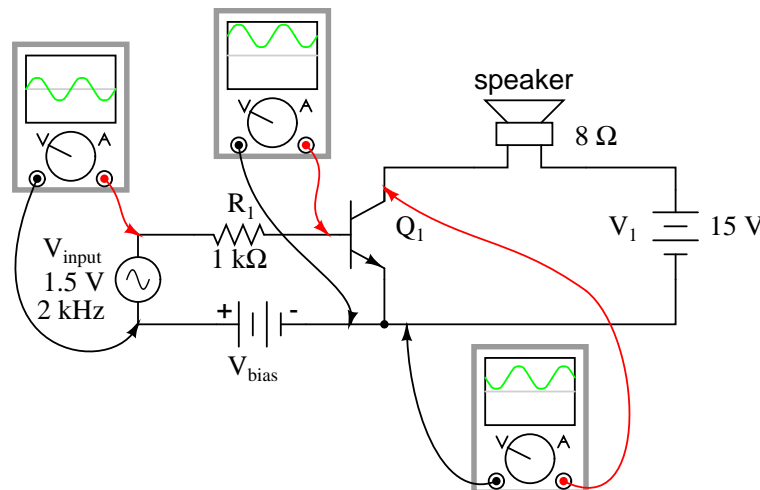 V A
V A
speaker
8 Ω
R1
1 kΩ
Q1
V1 15 V
Vinput
1.5 V
2 kHz
+ -
Vbias
V A